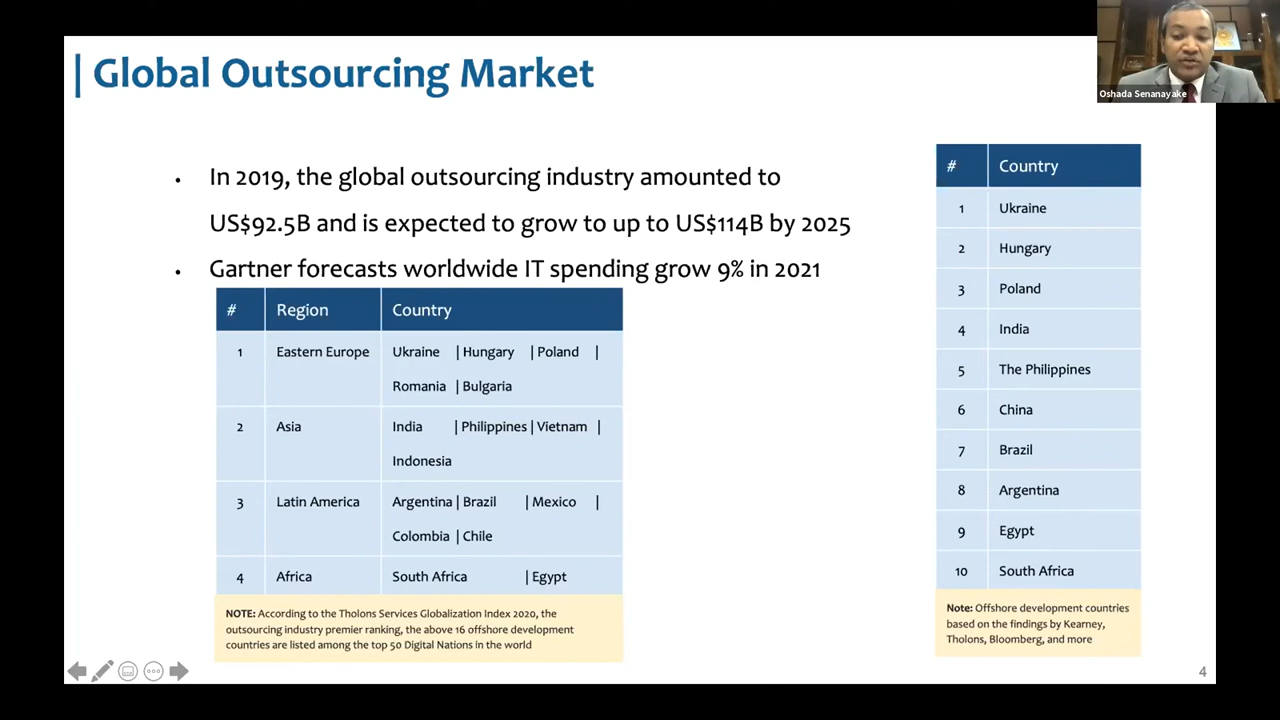 | Global Outsourcing Market
Oshada Senanayake
• In 2019, the global outsourcing industry amounted to
US$92.5B and is expected to grow to up to US$114B by 2025
• Gartner forecasts worldwide IT spending grow 9% in 2021
# Region Country
1 Eastern Europe Ukraine | Hungary | Poland |
Romania | Bulgaria
2 Asia India | Philippines | Vietnam |
Indonesia
3 Latin America Argentina | Brazil | Mexico |
Colombia | Chile
4 Africa South Africa | Egypt
NOTE: According to the Tholons Services Globalization Index 2020, the
outsourcing industry premier ranking, the above 16 offshore development
countries are listed among the top 50 Digital Nations in the world
# Country
1 Ukraine
2 Hungary
3 Poland
4 India
5 The Philippines
6 China
7 Brazil
8 Argentina
9 Egypt
10 South Africa
Note: Offshore development countries
based on the findings by Kearney,
Tholons, Bloomberg, and more
4